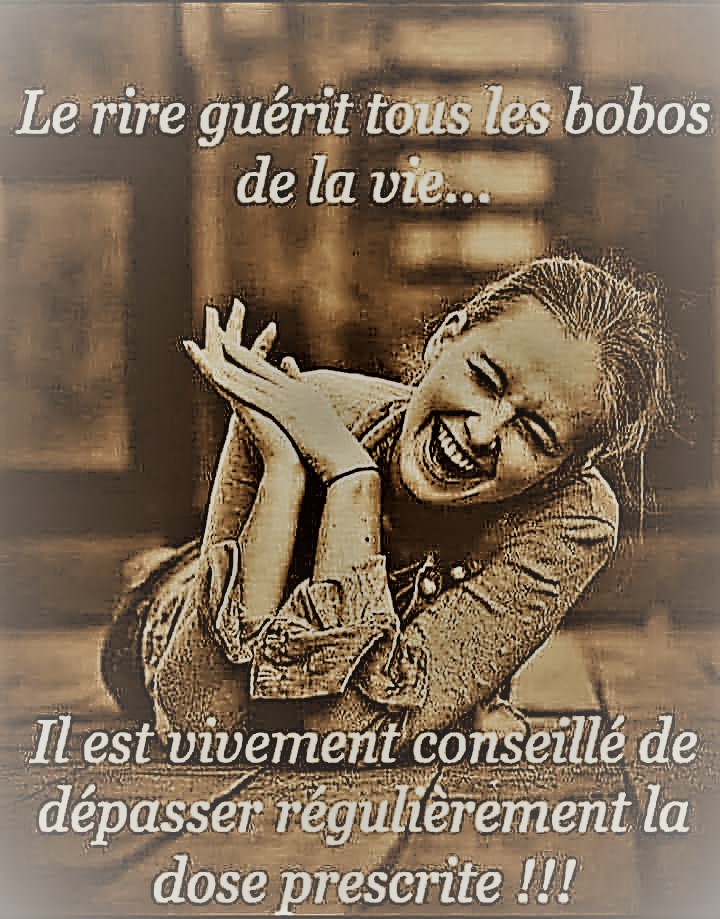 Le rire guérit tous les bobos
de la vie...
Il est vivement conseillé de
dépasser régulièrement la
dose prescrite !!!